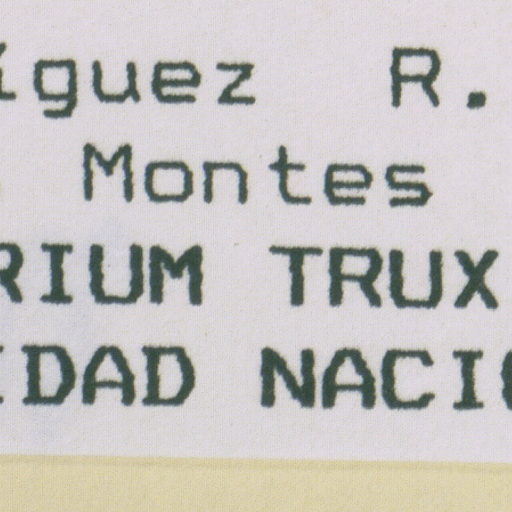 íguez R.
Montes
RIUM TRUX
IDAD NACI